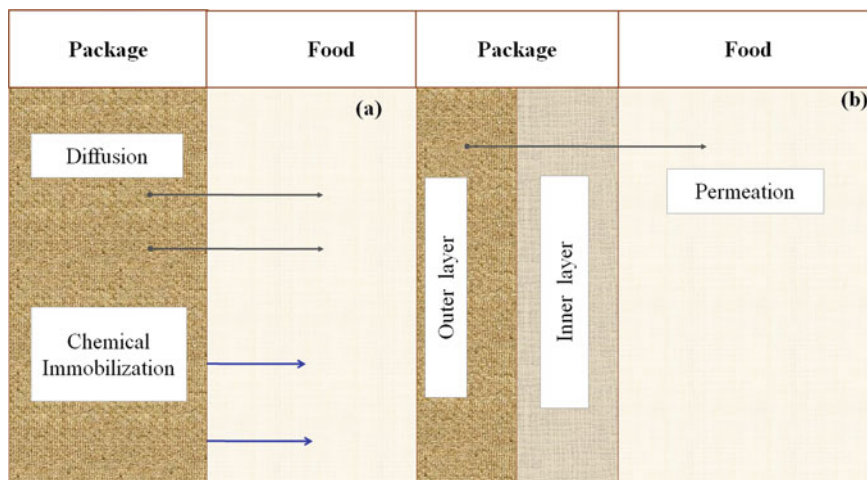 Package
Food
Package
Food
(a)
(b)
Diffusion
Chemical
Immobilization
Outer layer
Inner layer
Permeation